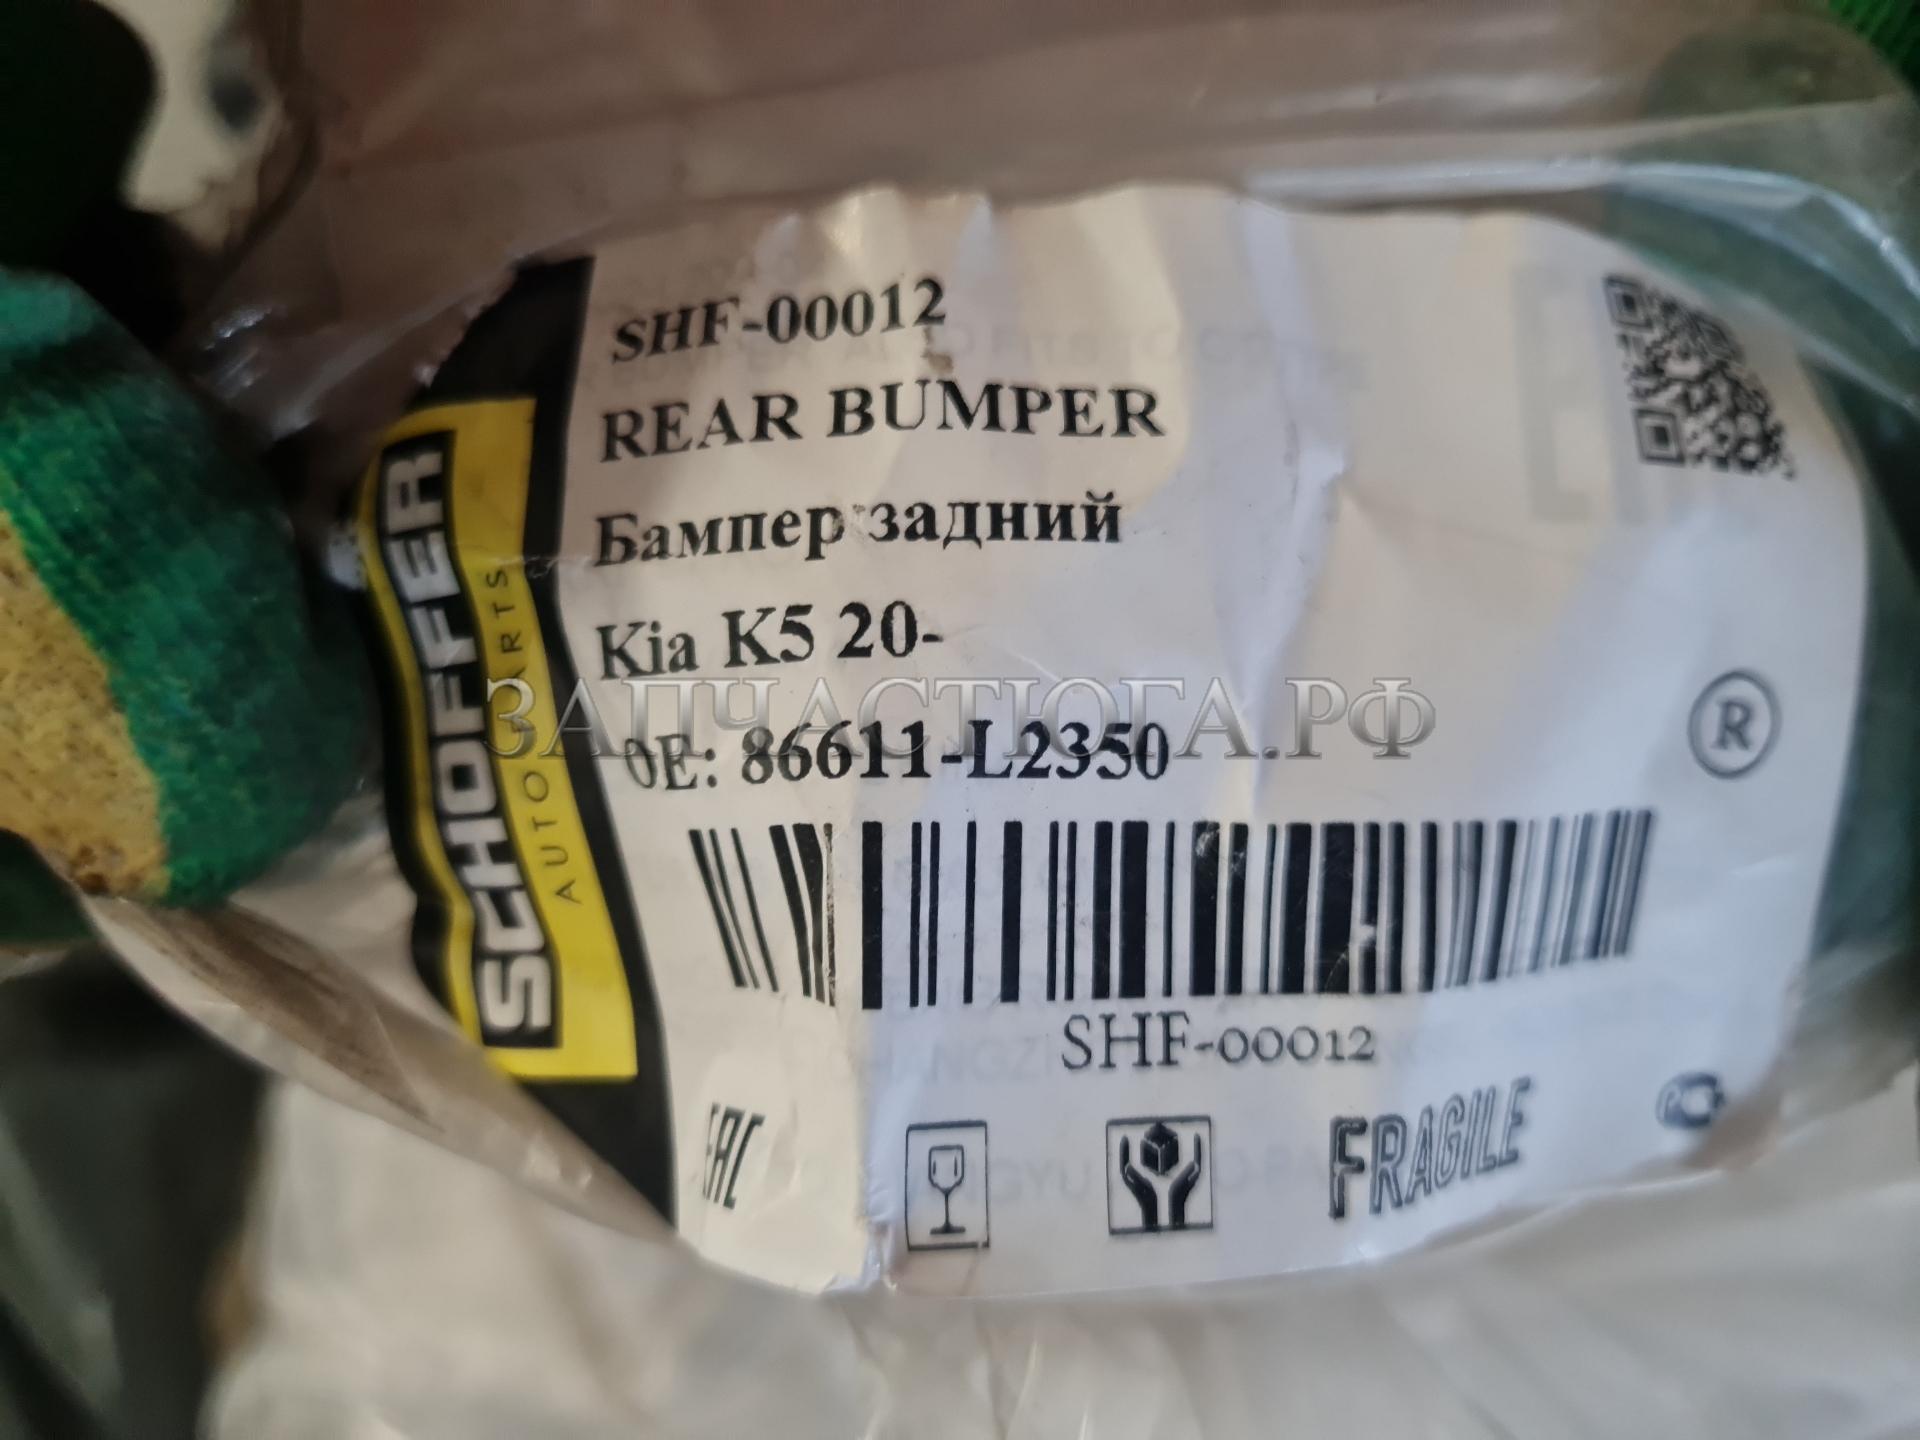 SHF-00012
REAR BUMPER
Бампер задний
Kia K5 20-
ЗАПЧАСТЮГА.РФ
OE: 86611-L2350
SCHOFFER
AUTO PARTS
®
SHF-00012
EAC
FRAGILE